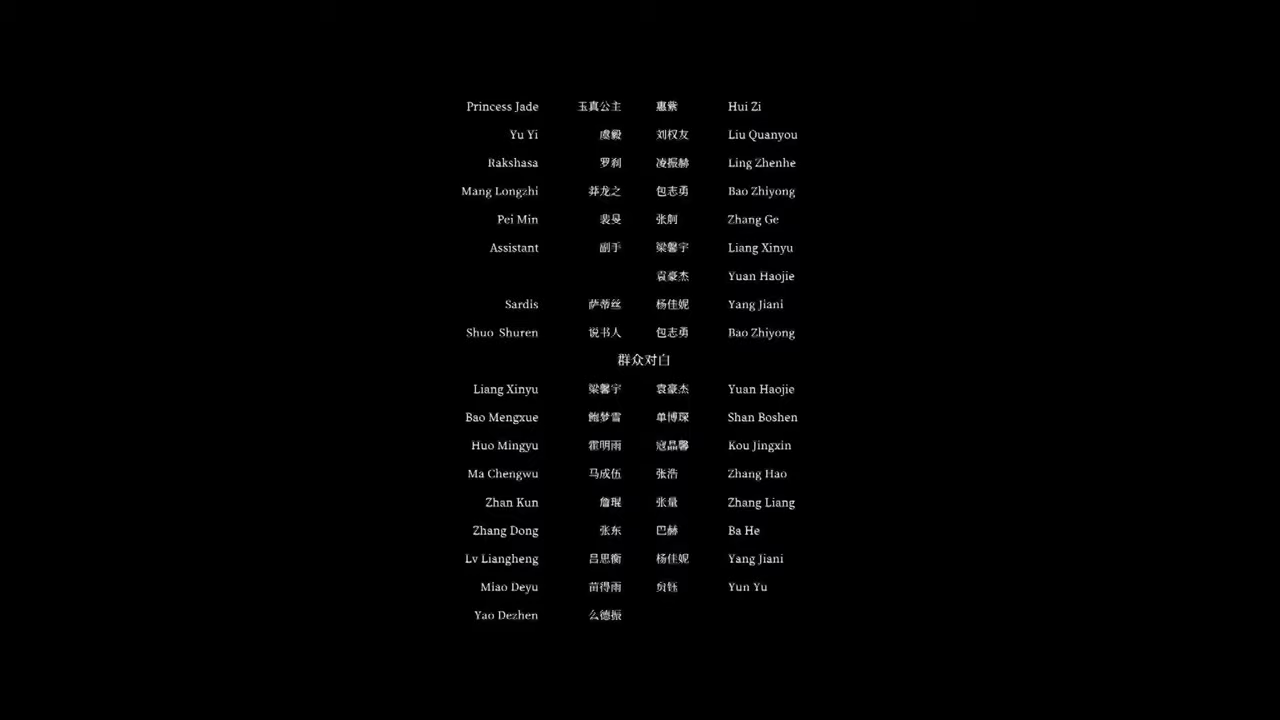 Princess Jade 玉真公主 惠紫 Hui Zi
Yu Yi 虞毅 刘权友 Liu Quanyou
Rakshasa 罗刹 凌振赫 Ling Zhenhe
Mang Longzhi 莽龙之 包志勇 Bao Zhiyong
Pei Min 裴旻 张舸 Zhang Ge
Assistant 副手 梁馨宇 Liang Xinyu
袁豪杰 Yuan Haojie
Sardis 萨蒂丝 杨佳妮 Yang Jiani
Shuo Shuren 说书人 包志勇 Bao Zhiyong
群众对白
Liang Xinyu 梁馨宇 袁豪杰 Yuan Haojie
Bao Mengxue 鲍梦雪 单博琛 Shan Boshen
Huo Mingyu 霍明雨 寇晶馨 Kou Jingxin
Ma Chengwu 马成伍 张浩 Zhang Hao
Zhan Kun 詹琨 张量 Zhang Liang
Zhang Dong 张东 巴赫 Ba He
Lv Liangheng 吕思衡 杨佳妮 Yang Jiani
Miao Deyu 苗得雨 贠钰 Yun Yu
Yao Dezhen 么德振